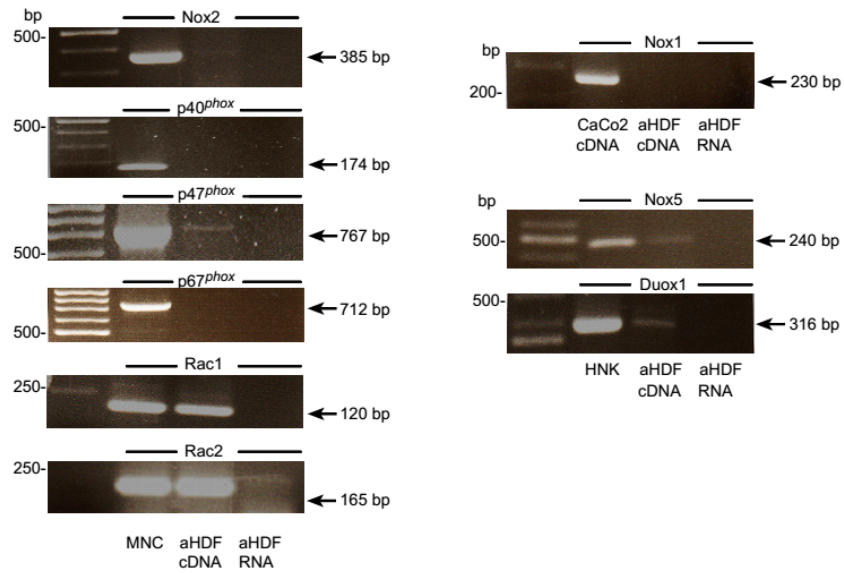 bp
Nox2
500-
385 bp
p40phox
500-
174 bp
p47phox
767 bp
500-
p67phox
712 bp
500-
Rac1
250-
120 bp
Rac2
250-
165 bp
MNC aHDF aHDF
cDNA RNA
Nox1
bp
200-
230 bp
CaCo2 aHDF aHDF
cDNA cDNA RNA
Nox5
bp
500-
240 bp
Duox1
500-
316 bp
HNK aHDF aHDF
cDNA RNA